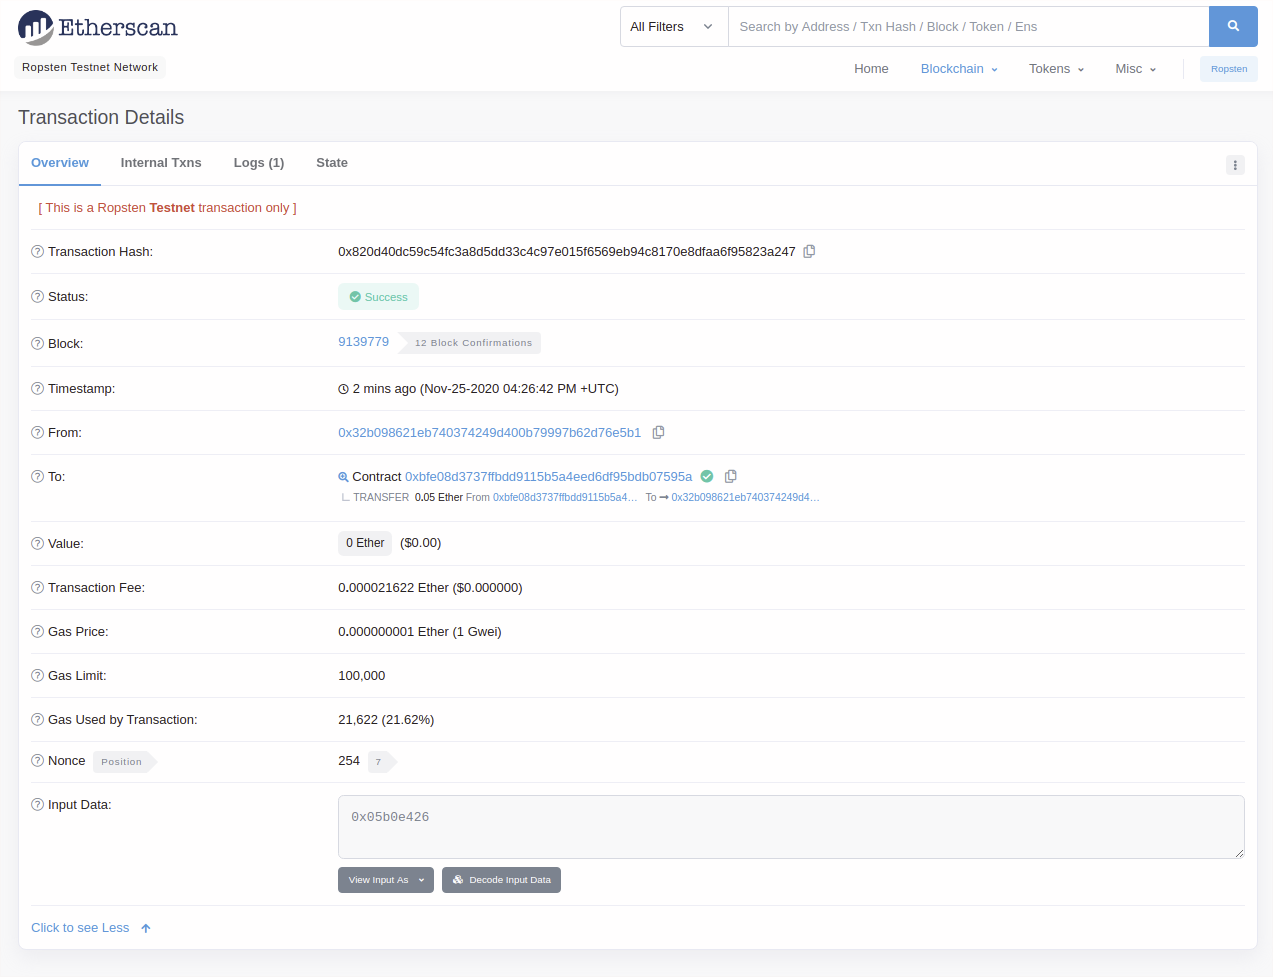 Etherscan
All Filters
Search by Address / Txn Hash / Block / Token / Ens
Ropsten Testnet Network
Home Blockchain Tokens Misc Ropsten
Transaction Details
Overview Internal Txns Logs (1) State
[ This is a Ropsten Testnet transaction only ]
Transaction Hash: 0x820d40dc59c54fc3a8d5dd33c4c97e015f6569eb94c8170e8dfaa6f95823a247
Status: Success
Block: 9139779 12 Block Confirmations
Timestamp: 2 mins ago (Nov-25-2020 04:26:42 PM +UTC)
From: 0x32b098621eb740374249d400b79997b62d76e5b1
To: Contract 0xbfe08d3737ffbdd9115b5a4eed6df95bdb07595a
TRANSFER 0.05 Ether From 0xbfe08d3737ffbdd9115b5a4... To 0x32b098621eb740374249d4...
Value: 0 Ether ($0.00)
Transaction Fee: 0.000021622 Ether ($0.000000)
Gas Price: 0.000000001 Ether (1 Gwei)
Gas Limit: 100,000
Gas Used by Transaction: 21,622 (21.62%)
Nonce Position 254 7
Input Data: 0x05b0e426
View Input As Decode Input Data
Click to see Less